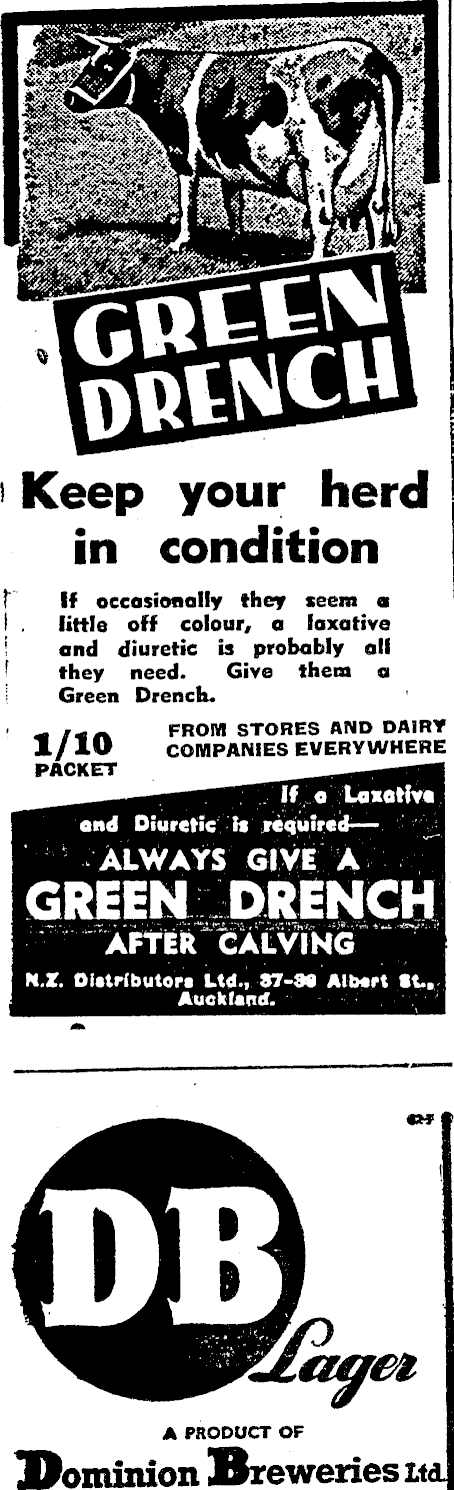 GREEN
DRENCH
Keep your herd
in condition
If occasionally they seem a
little off colour, a laxative
and diuretic is probably all
they need. Give them a
Green Drench.
1/10
PACKET
FROM STORES AND DAIRY
COMPANIES EVERYWHERE
If a Laxative
and Diuretic is required—
ALWAYS GIVE A
GREEN DRENCH
AFTER CALVING
N.Z. Distributors Ltd., 37-39 Albert St.,
Auckland.
DB
Lager
A PRODUCT OF
Dominion Breweries Ltd.